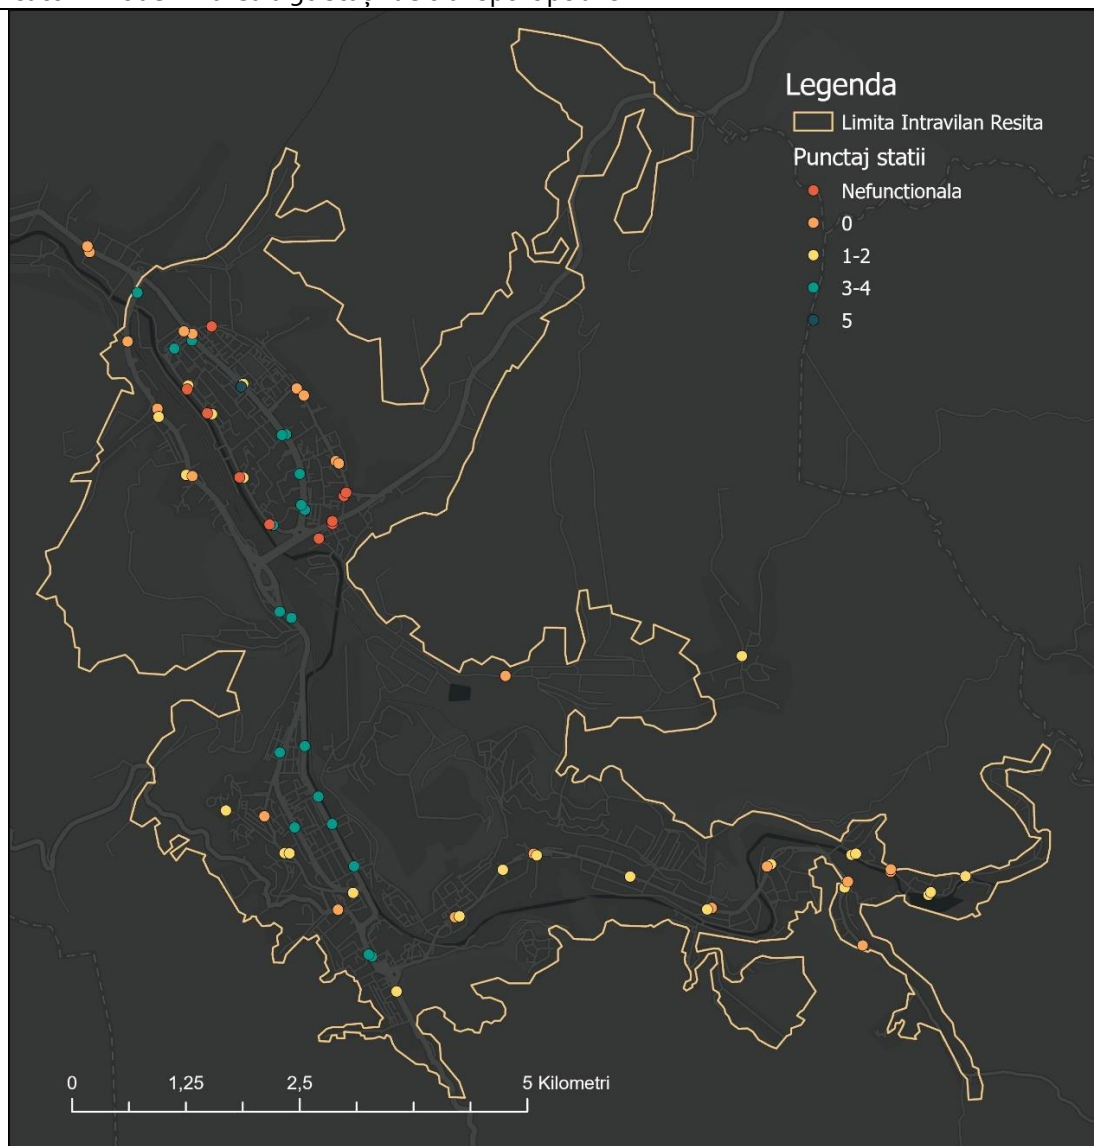 Legenda
Limita Intravilan Resita
Punctaj statii
Nefunctionala
0
1-2
3-4
5
0 1,25 2,5 5 Kilometri